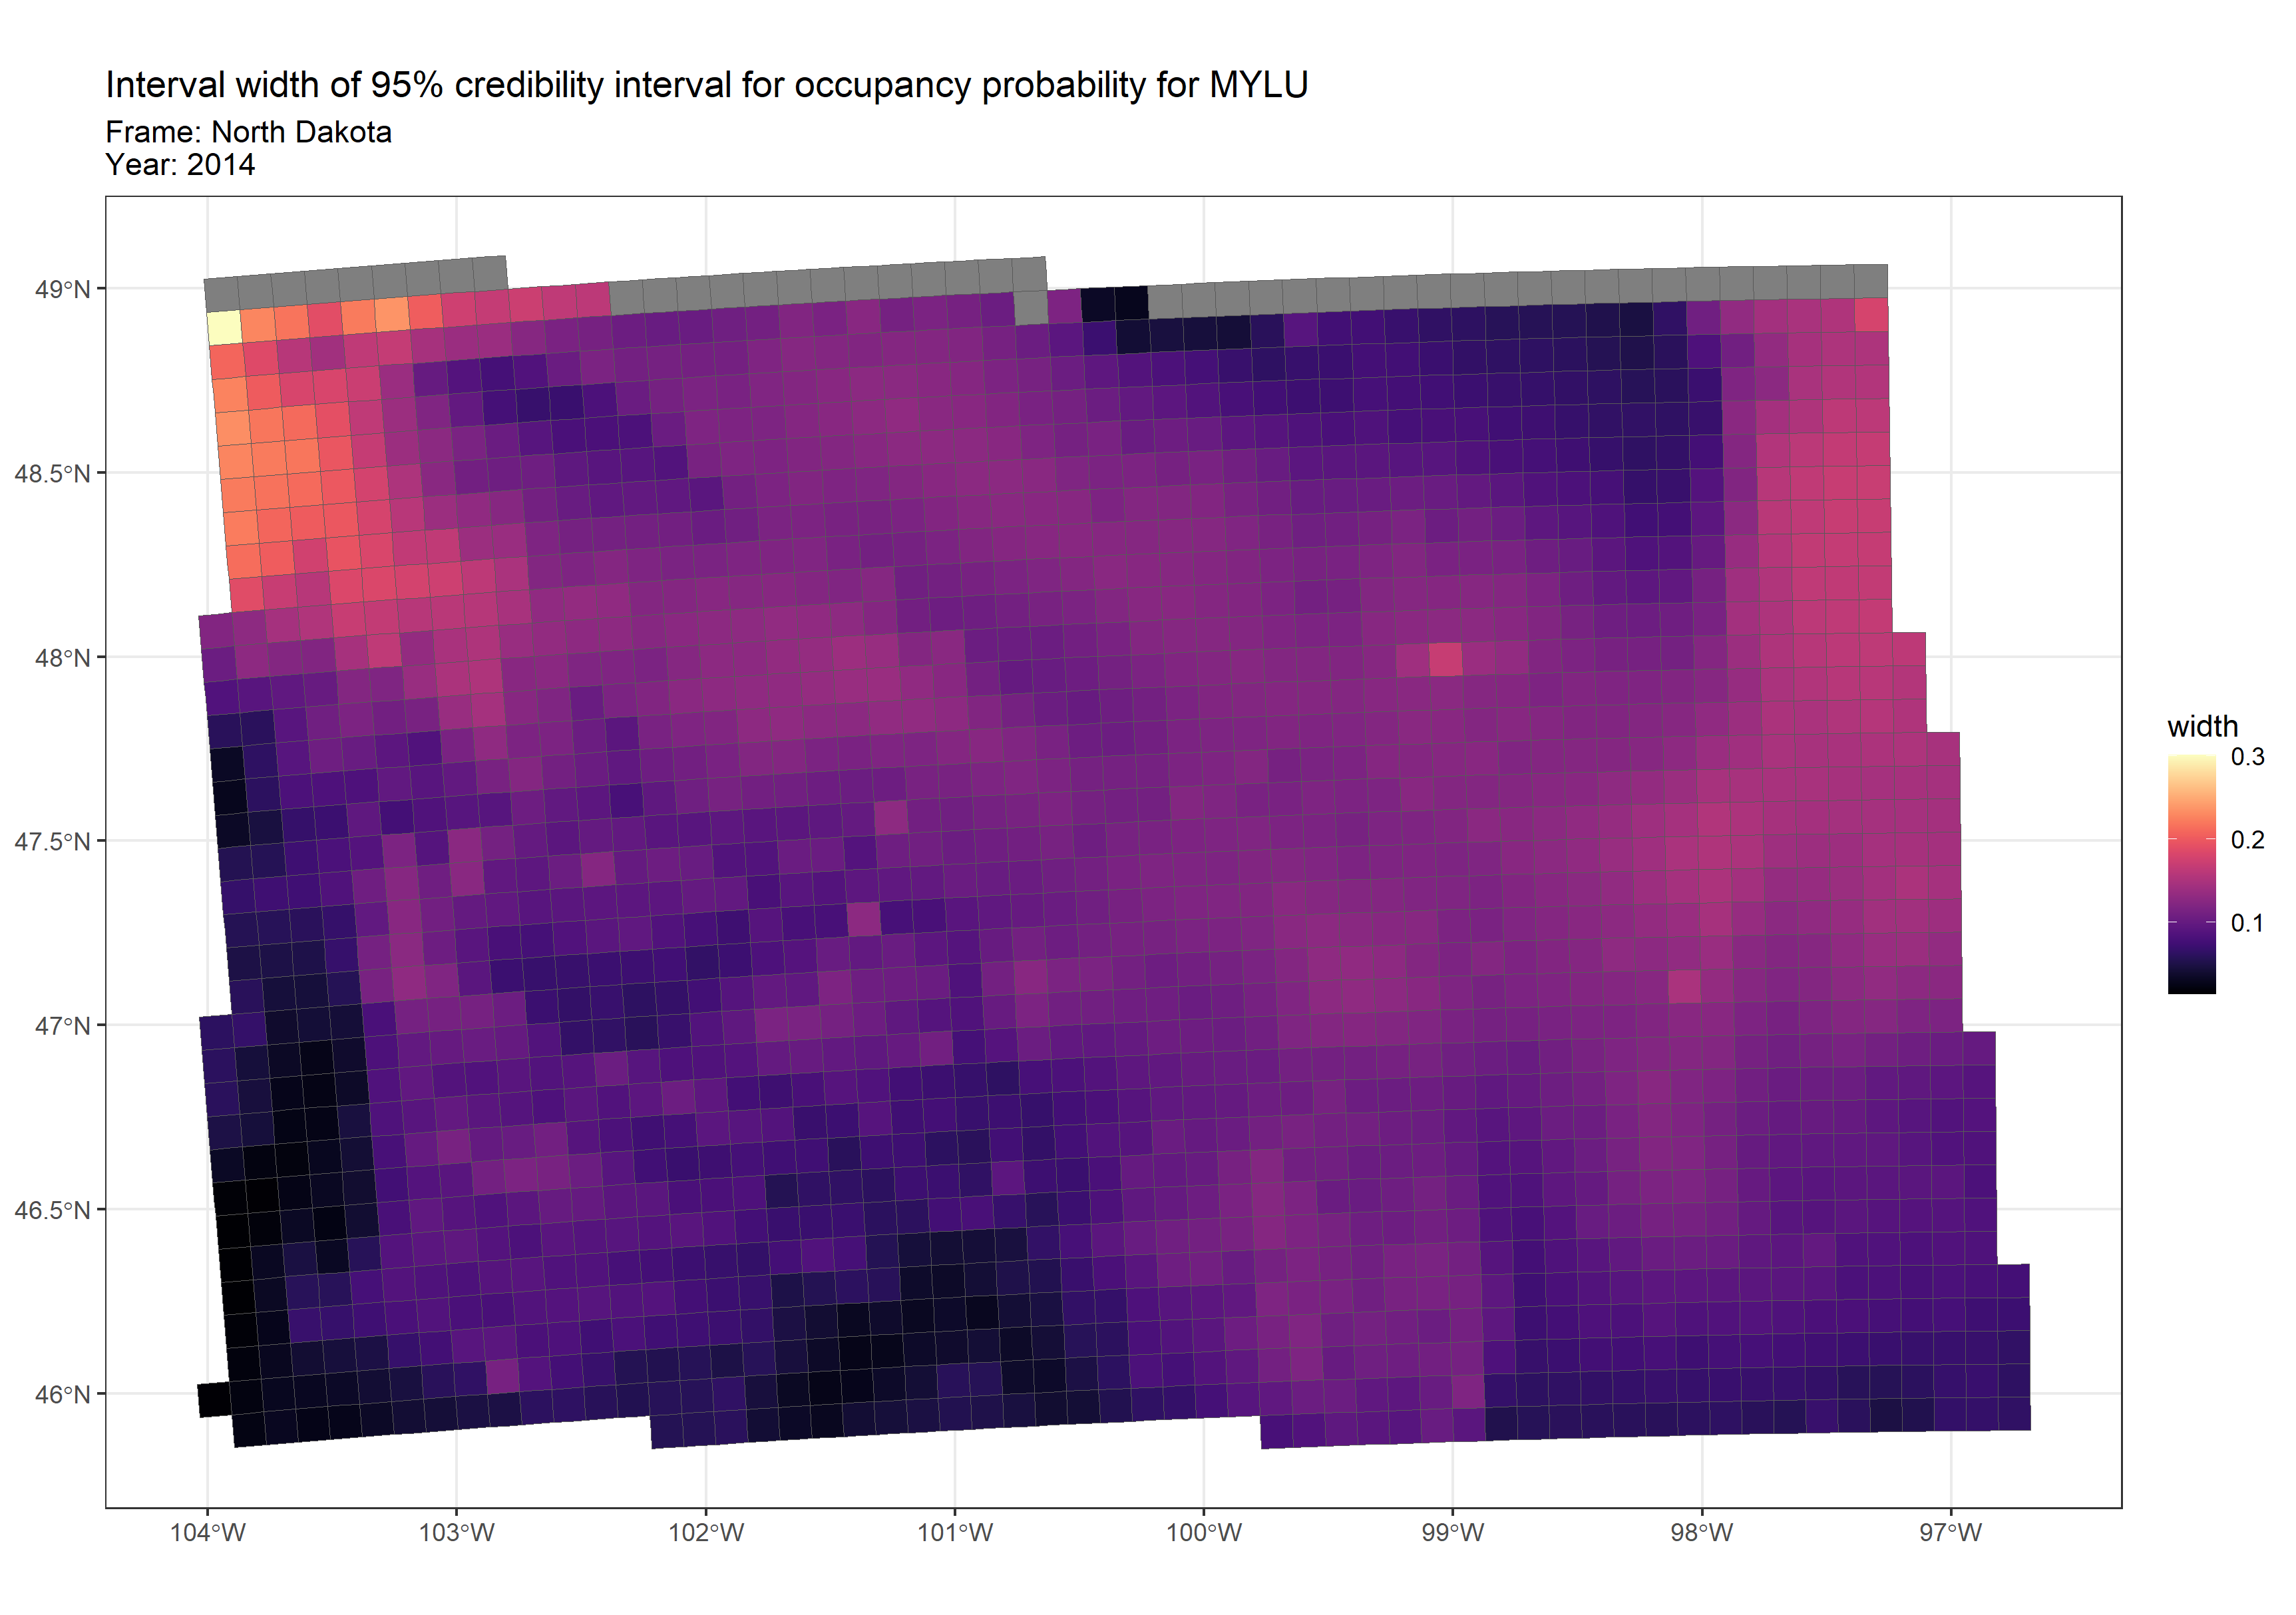 Interval width of 95% credibility interval for occupancy probability for MYLU
Frame: North Dakota
Year: 2014
49°N
48.5°N
48°N
47.5°N
47°N
46.5°N
46°N
104°W 103°W 102°W 101°W 100°W 99°W 98°W 97°W
width
0.3
0.2
0.1